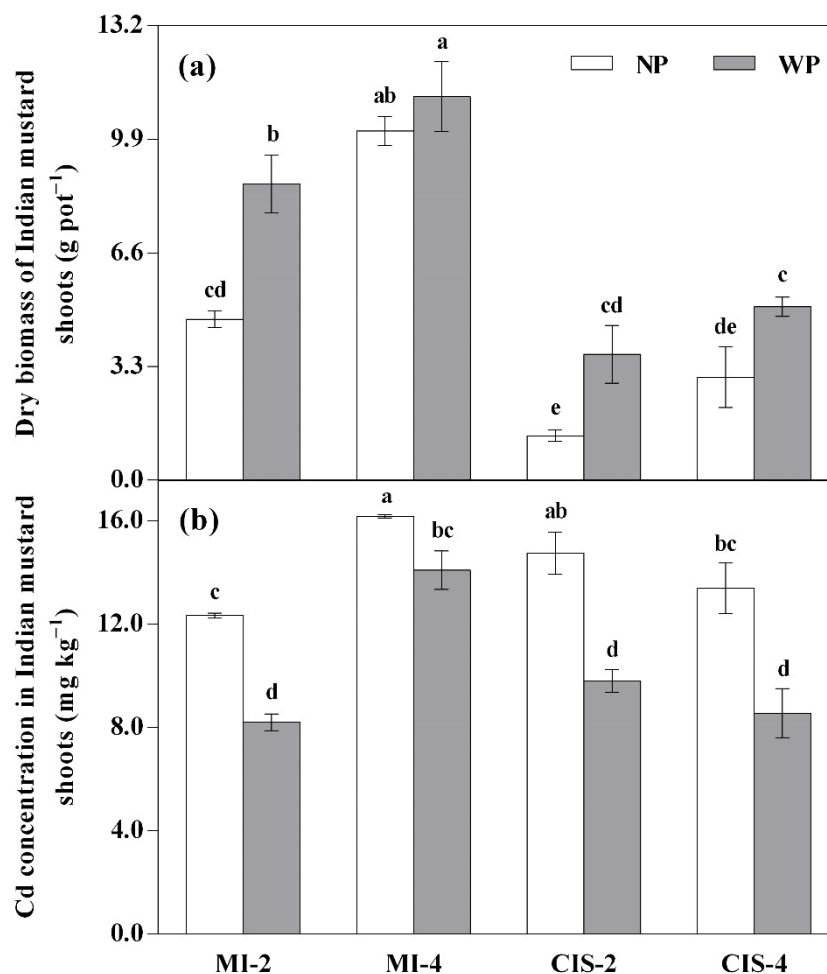 13.2
(a)
NP
WP
a
ab
b
9.9
6.6
cd
cd
c
de
3.3
e
0.0
Dry biomass of Indian mustard
shoots (g pot⁻¹)
(b)
16.0
a
ab
bc
bc
c
12.0
d
d
d
8.0
4.0
0.0
Cd concentration in Indian mustard
shoots (mg kg⁻¹)
MI-2
MI-4
CIS-2
CIS-4